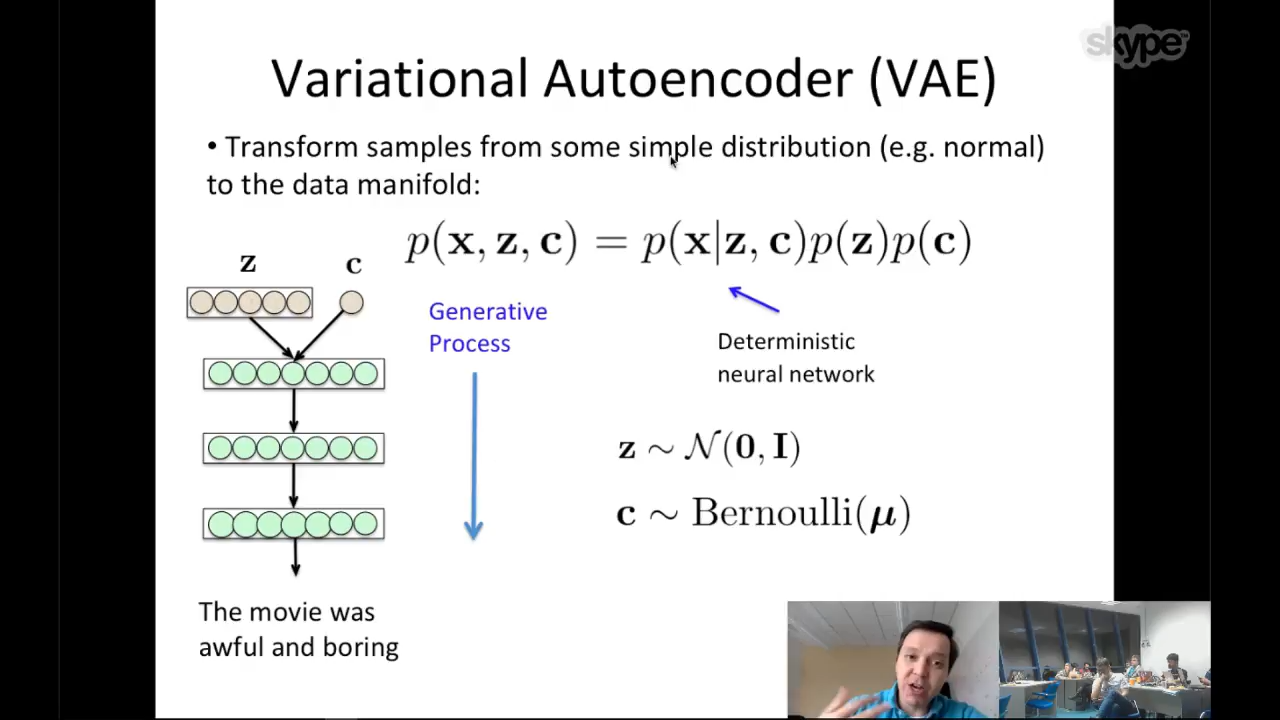 skype
Variational Autoencoder (VAE)
• Transform samples from some simple distribution (e.g. normal)
to the data manifold:
p(x, z, c) = p(x|z, c)p(z)p(c)
z
c
Generative
Process
Deterministic
neural network
z ∼ 𝒩(0, I)
c ∼ Bernoulli(μ)
The movie was
awful and boring